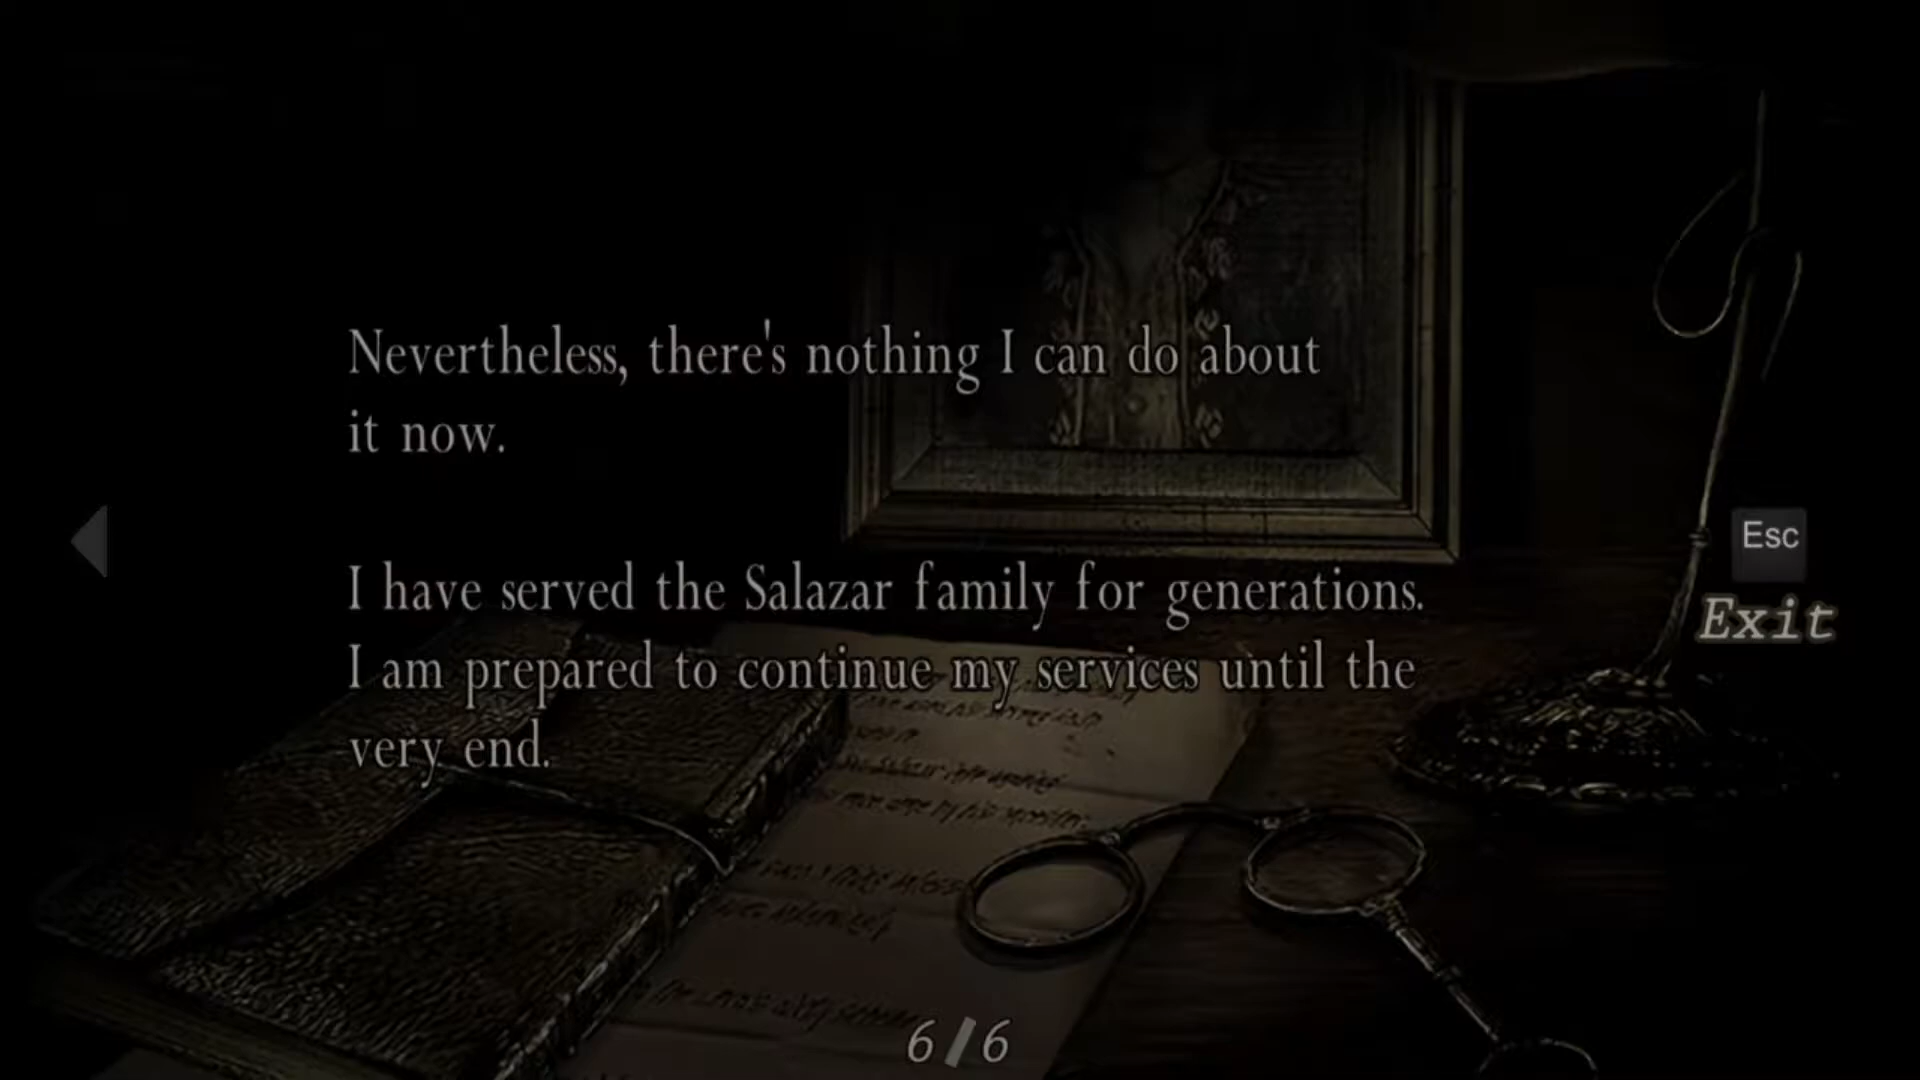 Nevertheless, there's nothing I can do about
it now.
I have served the Salazar family for generations.
I am prepared to continue my services until the
very end.
Esc
Exit
6/6